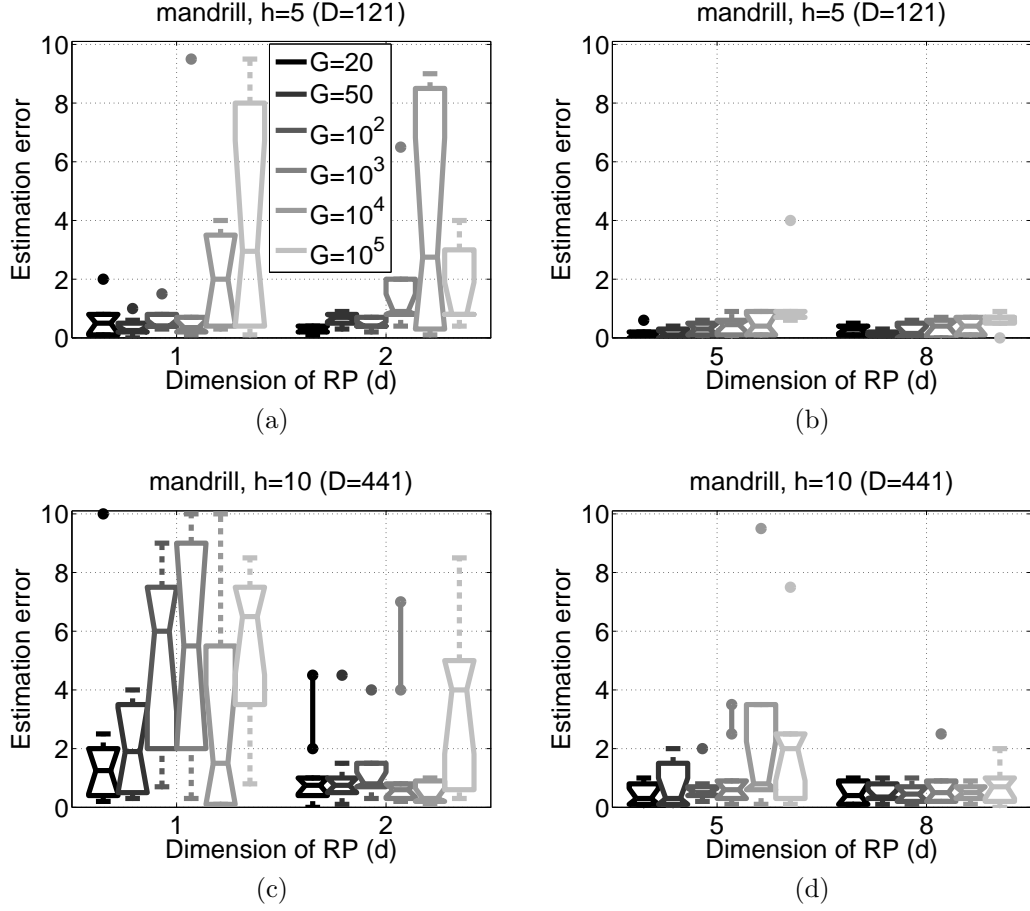 mandrill, h=5 (D=121)
Estimation error
10
8
6
4
2
0
G=20
G=50
G=10^2
G=10^3
G=10^4
G=10^5
1
2
Dimension of RP (d)
(a)
mandrill, h=5 (D=121)
Estimation error
10
8
6
4
2
0
5
8
Dimension of RP (d)
(b)
mandrill, h=10 (D=441)
Estimation error
10
8
6
4
2
0
1
2
Dimension of RP (d)
(c)
mandrill, h=10 (D=441)
Estimation error
10
8
6
4
2
0
5
8
Dimension of RP (d)
(d)